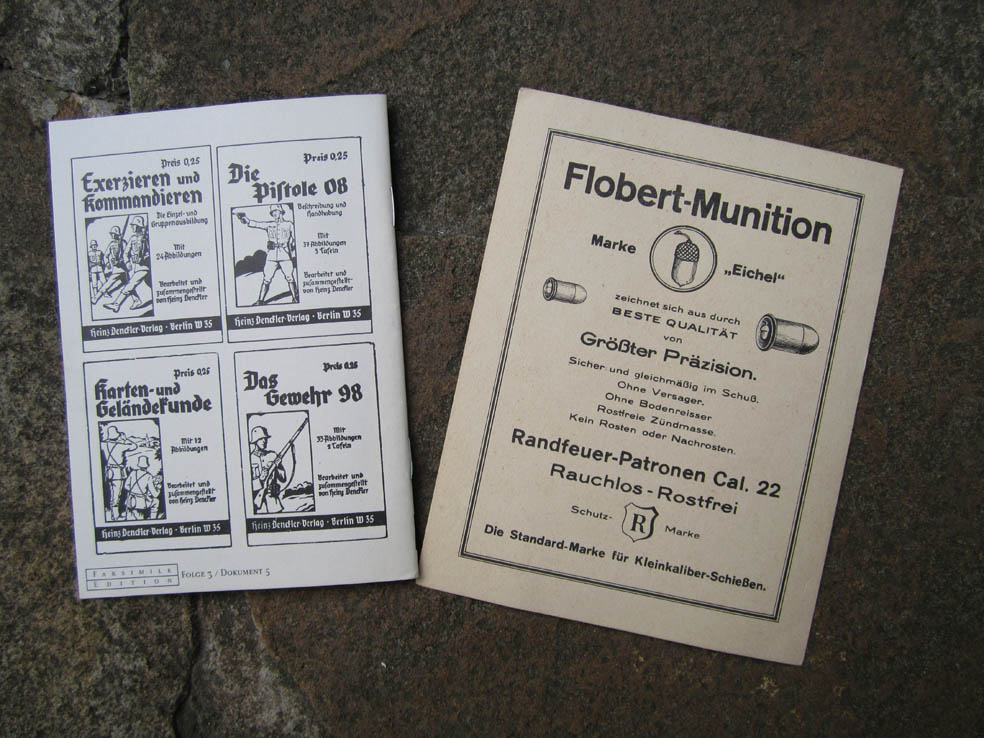 Preis 0,25
Exerzieren und
Kommandieren
Die Einzel- und
Gruppenausbildung
Mit
24 Abbildungen
Bearbeitet und
zusammengestellt
von Heinz Denckler
Heinz Denckler-Verlag · Berlin W 35
Preis 0,25
Die
Pistole 08
Beschreibung und
Handhabung
Mit
37 Abbildungen
3 Tafeln
Bearbeitet und
zusammengestellt
von Heinz Denckler
Heinz Denckler-Verlag · Berlin W 35
Preis 0,25
Karten- und
Geländekunde
Mit 12
Abbildungen
Bearbeitet und
zusammengestellt
von Heinz Denckler
Heinz Denckler-Verlag · Berlin W 35
Preis 0.25
Das
Gewehr 98
Mit
35 Abbildungen
2 Tafeln
Bearbeitet und
zusammengestellt
von Heinz Denckler
Heinz Denckler-Verlag · Berlin W 35
FAKSIMILE
EDITION
FOLGE 3 / DOKUMENT 5
Flobert-Munition
Marke „Eichel“
zeichnet sich aus durch
BESTE QUALITÄT
von
Größter Präzision.
Sicher und gleichmäßig im Schuß.
Ohne Versager.
Ohne Bodenreisser
Rostfreie Zündmasse.
Kein Rosten oder Nachrosten.
Randfeuer-Patronen Cal. 22
Rauchlos-Rostfrei
Schutz- R Marke
Die Standard-Marke für Kleinkaliber-Schießen.